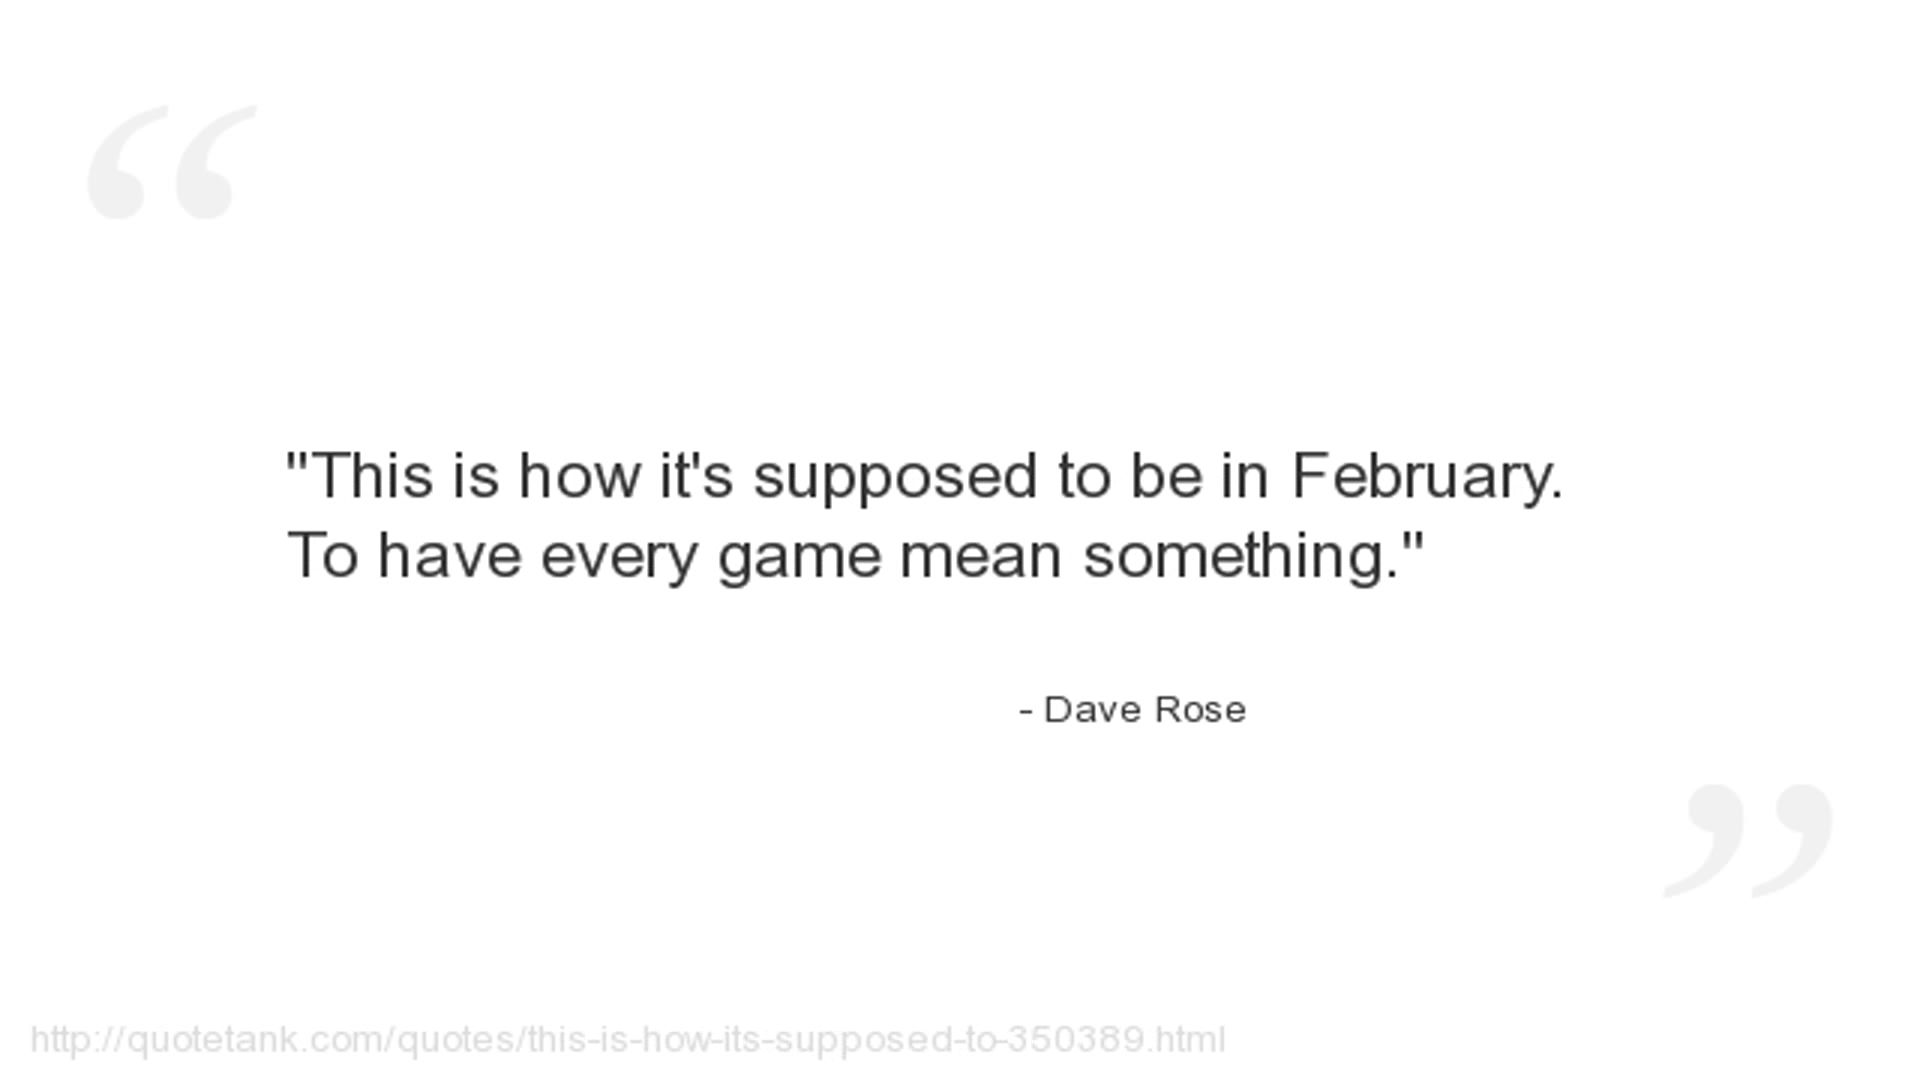 "This is how it's supposed to be in February.
To have every game mean something."
- Dave Rose
http://quotetank.com/quotes/this-is-how-its-supposed-to-350389.html